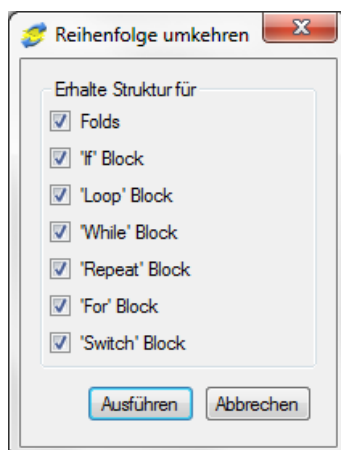 Reihenfolge umkehren
Erhalte Struktur für
Folds
'If' Block
'Loop' Block
'While' Block
'Repeat' Block
'For' Block
'Switch' Block
Ausführen Abbrechen